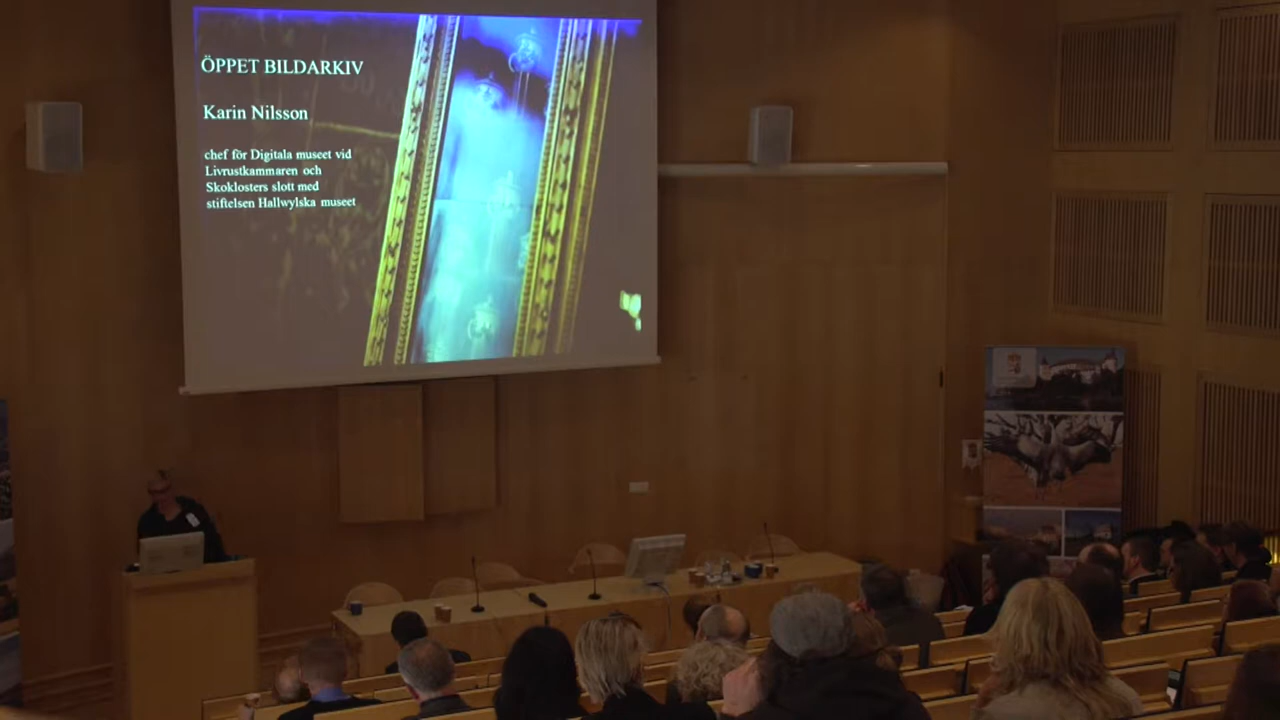 ÖPPET BILDARKIV
Karin Nilsson
chef för Digitala museet vid
Livrustkammaren och
Skoklosters slott med
stiftelsen Hallwylska museet